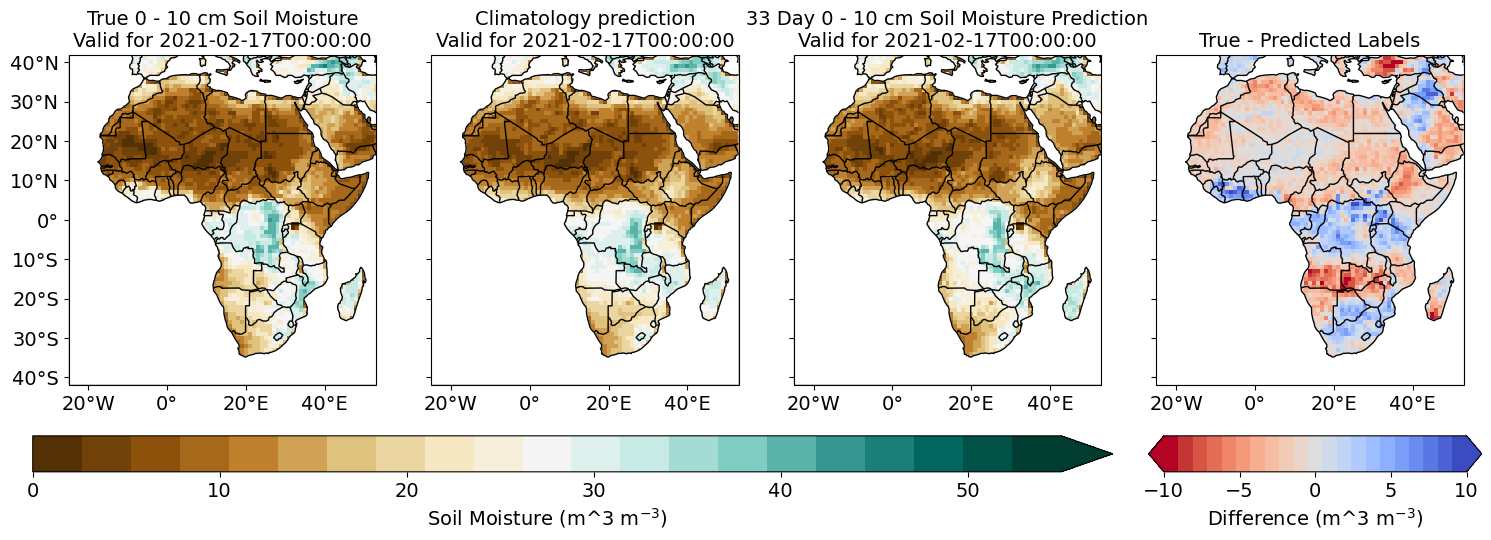 True 0 - 10 cm Soil Moisture
Valid for 2021-02-17T00:00:00
Climatology prediction
Valid for 2021-02-17T00:00:00
33 Day 0 - 10 cm Soil Moisture Prediction
Valid for 2021-02-17T00:00:00
True - Predicted Labels
40°N
30°N
20°N
10°N
0°
10°S
20°S
30°S
40°S
20°W 0° 20°E 40°E
20°W 0° 20°E 40°E
20°W 0° 20°E 40°E
20°W 0° 20°E 40°E
0 10 20 30 40 50
Soil Moisture (m^3 m⁻³)
−10 −5 0 5 10
Difference (m^3 m⁻³)